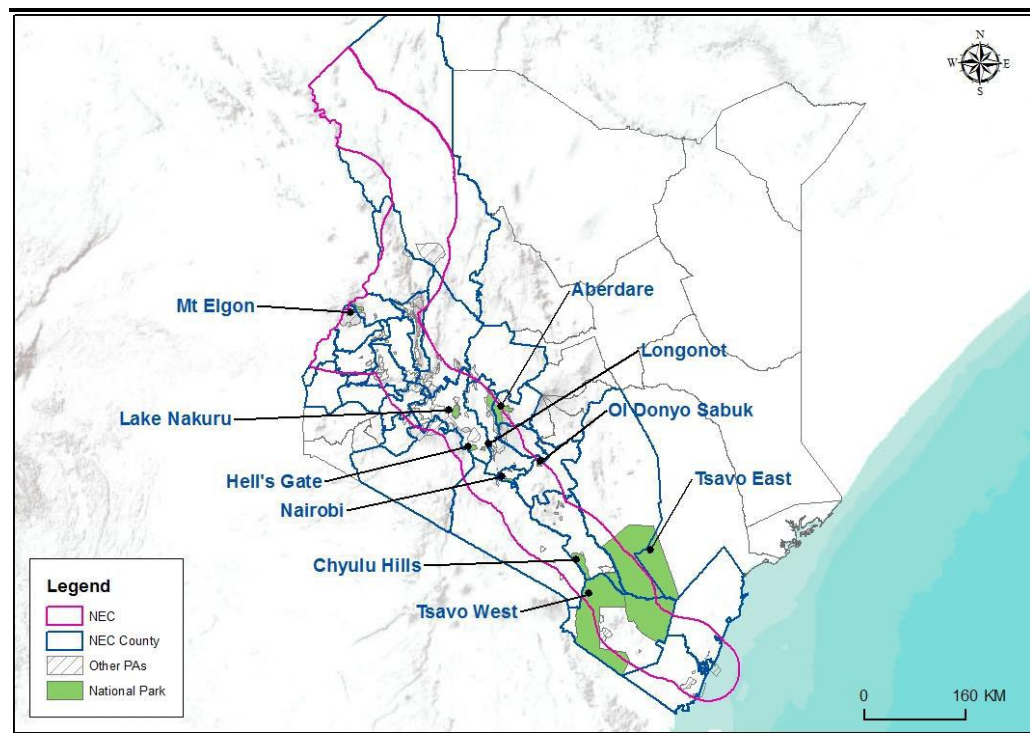 N
W E
S
Aberdare
Mt Elgon
Longonot
Lake Nakuru
Ol Donyo Sabuk
Hell's Gate
Tsavo East
Nairobi
Chyulu Hills
Tsavo West
Legend
NEC
NEC County
Other PAs
National Park
0 160 KM